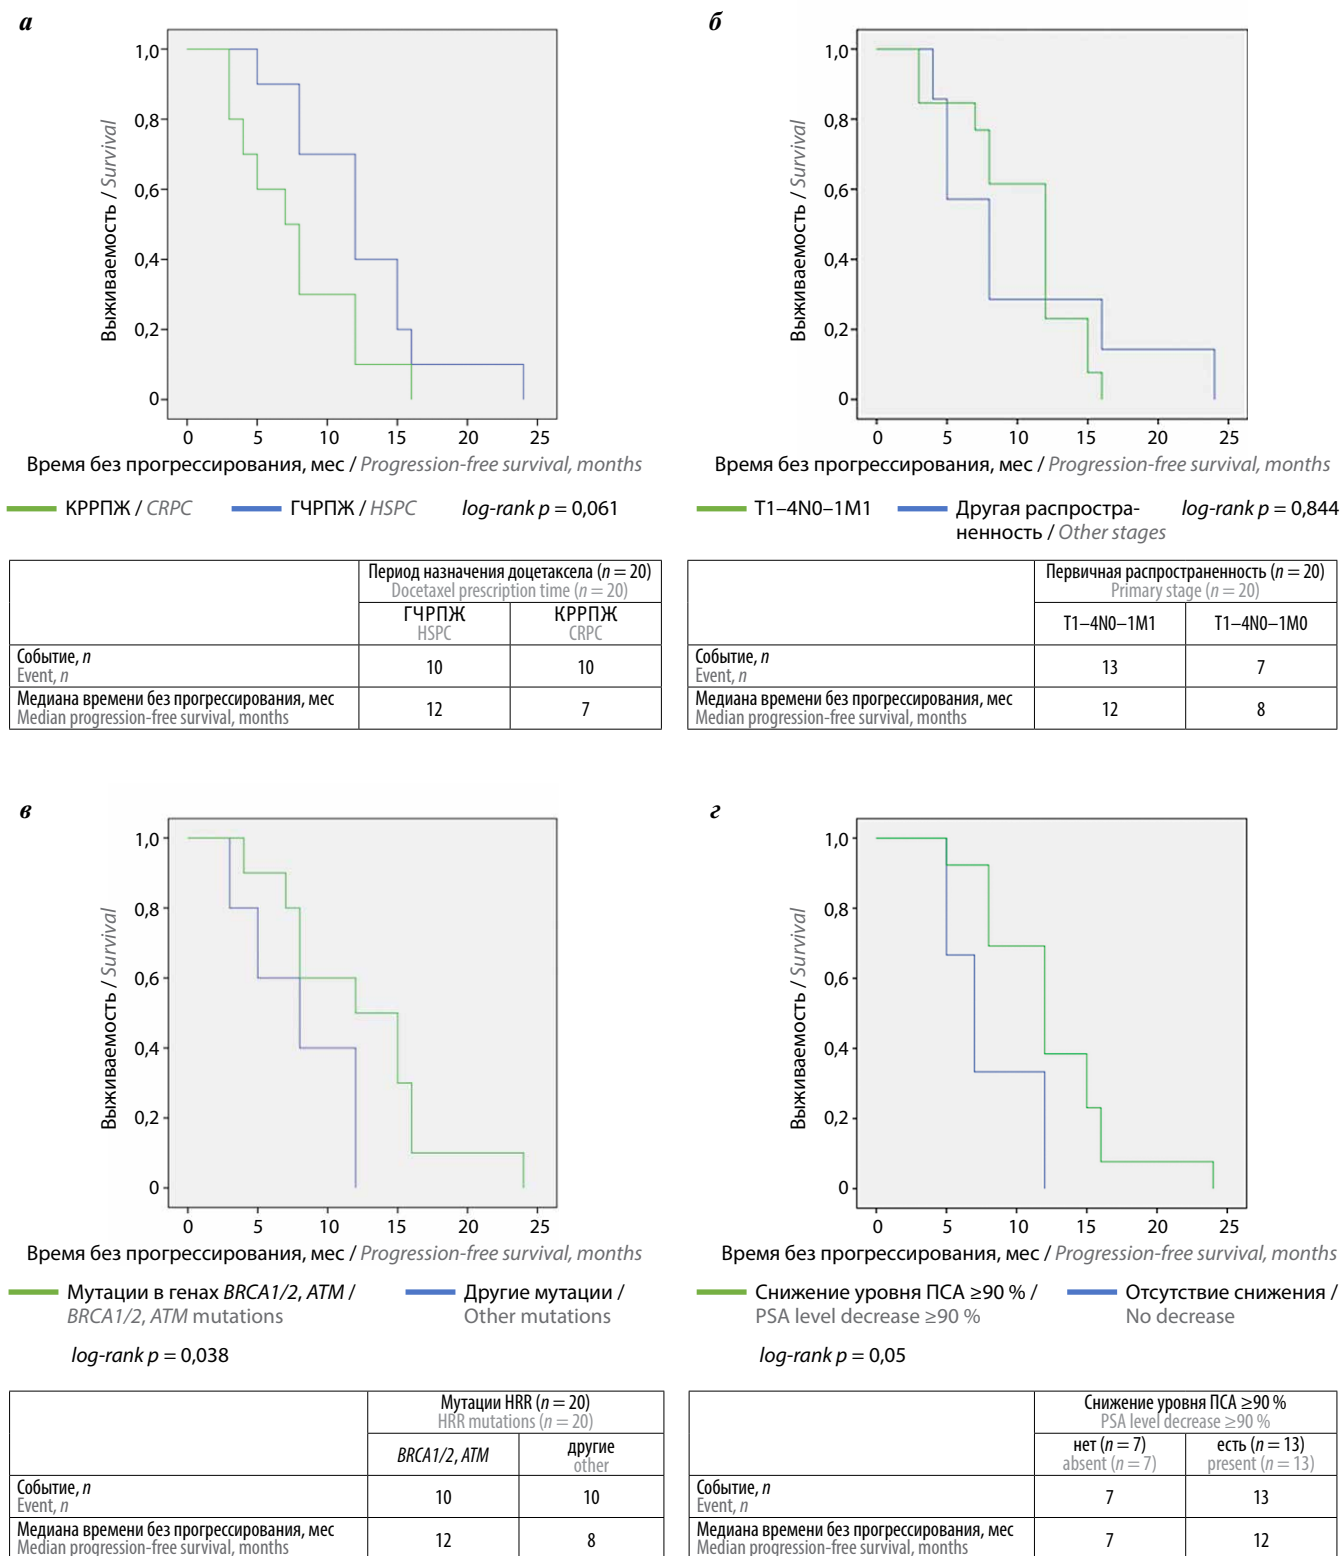 а
1,0
0,8
0,6
0,4
0,2
0
Выживаемость / Survival
0 5 10 15 20 25
Время без прогрессирования, мес / Progression-free survival, months
КРРПЖ / CRPC ГЧРПЖ / HSPC log-rank p = 0,061
Период назначения доцетаксела (n = 20)
Docetaxel prescription time (n = 20)
ГЧРПЖ КРРПЖ
HSPC CRPC
Событие, n
Event, n
10 10
Медиана времени без прогрессирования, мес
Median progression-free survival, months
12 7
б
1,0
0,8
0,6
0,4
0,2
0
Выживаемость / Survival
0 5 10 15 20 25
Время без прогрессирования, мес / Progression-free survival, months
T1–4N0–1M1 Другая распростра- log-rank p = 0,844
ненность / Other stages
Первичная распространенность (n = 20)
Primary stage (n = 20)
T1–4N0–1M1 T1–4N0–1M0
Событие, n
Event, n
13 7
Медиана времени без прогрессирования, мес
Median progression-free survival, months
12 8
в
1,0
0,8
0,6
0,4
0,2
0
Выживаемость / Survival
0 5 10 15 20 25
Время без прогрессирования, мес / Progression-free survival, months
Мутации в генах BRCA1/2, ATM / Другие мутации /
BRCA1/2, ATM mutations Other mutations
log-rank p = 0,038
Мутации HRR (n = 20)
HRR mutations (n = 20)
BRCA1/2, ATM другие
other
Событие, n
Event, n
10 10
Медиана времени без прогрессирования, мес
Median progression-free survival, months
12 8
г
1,0
0,8
0,6
0,4
0,2
0
Выживаемость / Survival
0 5 10 15 20 25
Время без прогрессирования, мес / Progression-free survival, months
Снижение уровня ПСА ≥90 % / Отсутствие снижения /
PSA level decrease ≥90 % No decrease
log-rank p = 0,05
Снижение уровня ПСА ≥90 %
PSA level decrease ≥90 %
нет (n = 7) есть (n = 13)
absent (n = 7) present (n = 13)
Событие, n
Event, n
7 13
Медиана времени без прогрессирования, мес
Median progression-free survival, months
7 12